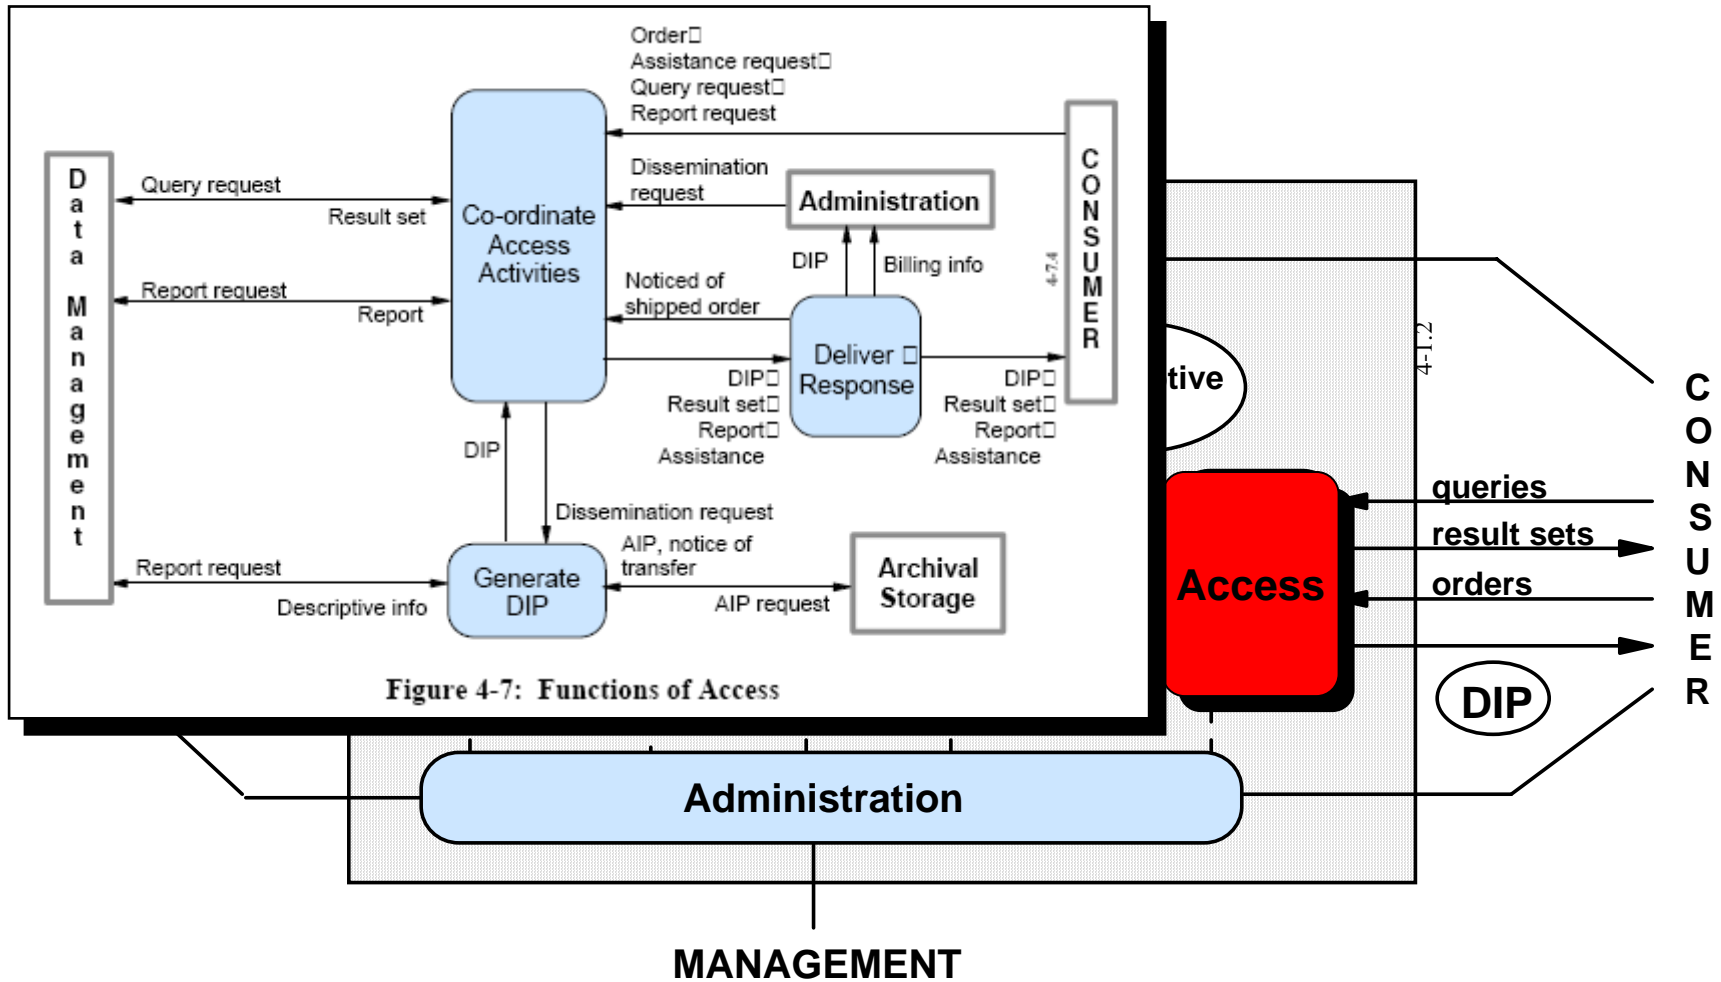 Order□
Assistance request□
Query request□
Report request
Data Management
Query request
Result set
Co-ordinate
Access
Activities
Dissemination
request
Administration
CONSUMER
4-7.4
DIP
Billing info
Report request
Report
Noticed of
shipped order
Deliver □
Response
DIP□
Result set□
Report□
Assistance
DIP□
Result set□
Report□
Assistance
DIP
Dissemination request
AIP, notice of
transfer
Report request
Descriptive info
Generate
DIP
AIP request
Archival
Storage
Figure 4-7: Functions of Access
tive
4-1.2
Access
queries
result sets
orders
DIP
CONSUMER
Administration
MANAGEMENT